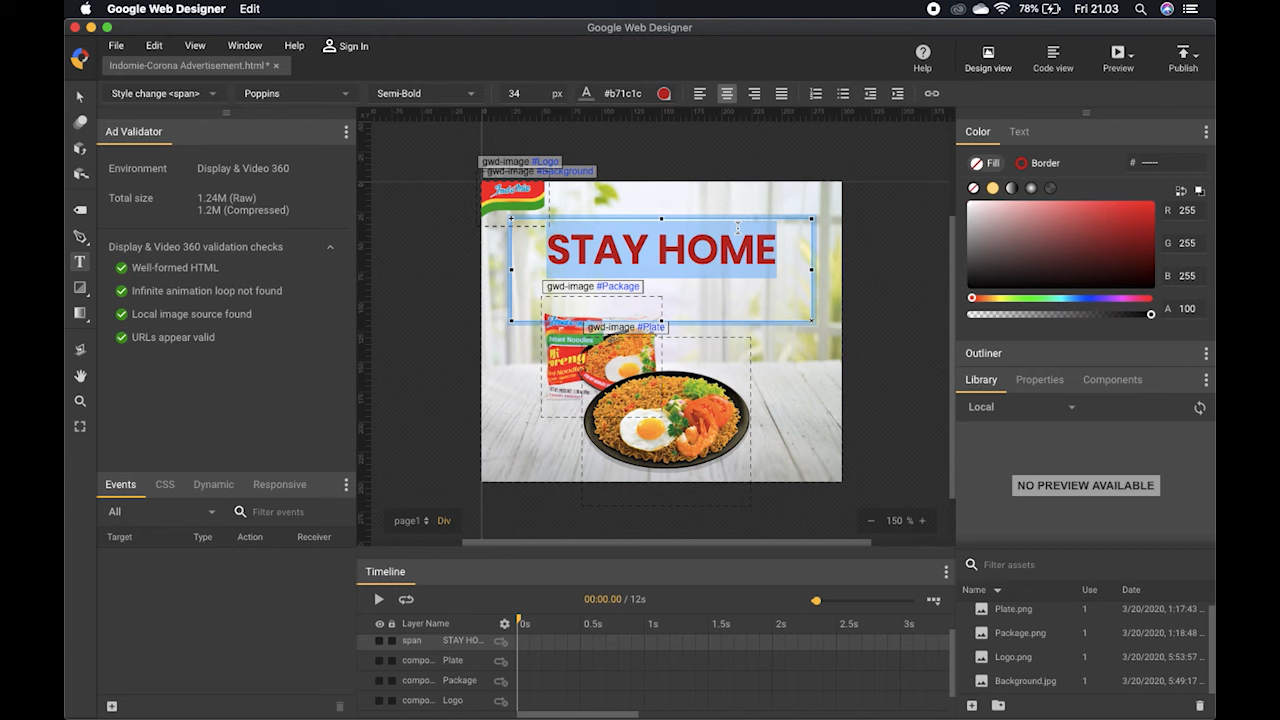 Google Web Designer Edit 78% Fri 21.03
Google Web Designer
File Edit View Window Help Sign In
Indomie-Corona Advertisement.html* ×
Help Design view Code view Preview Publish
Style change <span> Poppins Semi-Bold 34 px #b71c1c
Ad Validator
Environment Display & Video 360
Total size 1.24M (Raw)
1.2M (Compressed)
Display & Video 360 validation checks
Well-formed HTML
Infinite animation loop not found
Local image source found
URLs appear valid
Events CSS Dynamic Responsive
All Filter events
Target Type Action Receiver
gwd-image #Logo
gwd-image #Background
Indomie
STAY HOME
gwd-image #Package
gwd-image #Plate
Instant Noodles
Mi
Goreng
page1 Div
150 %
Color Text
Fill Border #
R 255
G 255
B 255
A 100
Outliner
Library Properties Components
Local
NO PREVIEW AVAILABLE
Filter assets
Name Use Date
Plate.png 1 3/20/2020, 1:17:43 ...
Package.png 1 3/20/2020, 1:18:48 ...
Logo.png 1 3/20/2020, 5:53:57 ...
Background.jpg 1 3/20/2020, 5:49:17 ...
Timeline
00:00.00 / 12s
Layer Name 0s 0.5s 1s 1.5s 2s 2.5s 3s
span STAY HO...
compo... Plate
compo... Package
compo... Logo